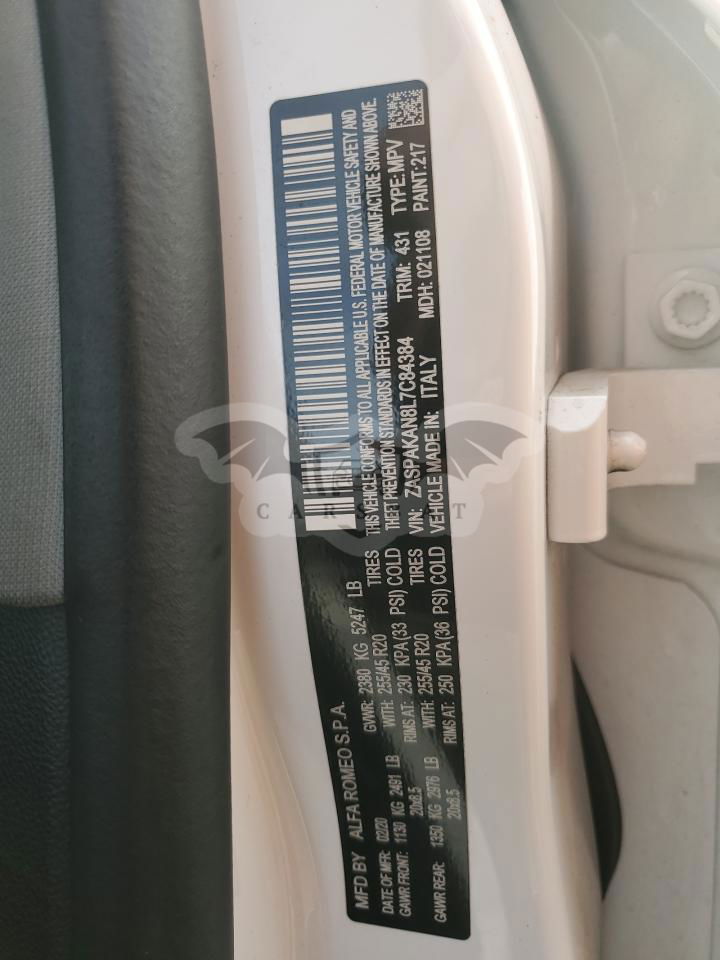 MFD BY ALFA ROMEO S.P.A.
DATE OF MFR: 02/20 GVWR: 2380 KG 5247 LB
GAWR FRONT: 1130 KG 2491 LB WITH: 255/45 R20 TIRES
20x8.5 RIMS AT: 230 KPA(33 PSI) COLD
GAWR REAR: 1350 KG 2976 LB WITH: 255/45 R20 TIRES
20x8.5 RIMS AT: 250 KPA(36 PSI) COLD
THIS VEHICLE CONFORMS TO ALL APPLICABLE U.S. FEDERAL MOTOR VEHICLE SAFETY AND
THEFT PREVENTION STANDARDS IN EFFECT ON THE DATE OF MANUFACTURE SHOWN ABOVE.
VIN: ZASPAKAN8L7C84384 TRIM: 431 TYPE: MPV
VEHICLE MADE IN: ITALY MDH: 021108 PAINT: 217